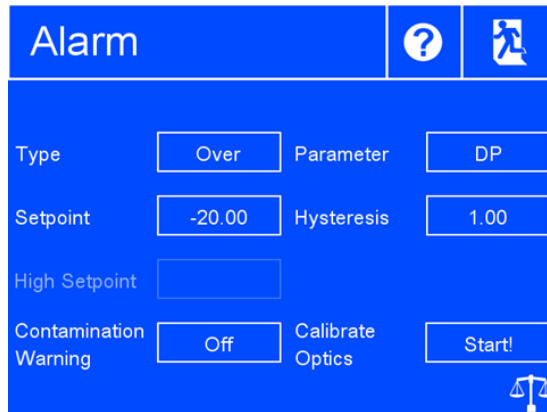 Alarm ?
Type Over Parameter DP
Setpoint -20.00 Hysteresis 1.00
High Setpoint
Contamination Warning Off Calibrate Optics Start!